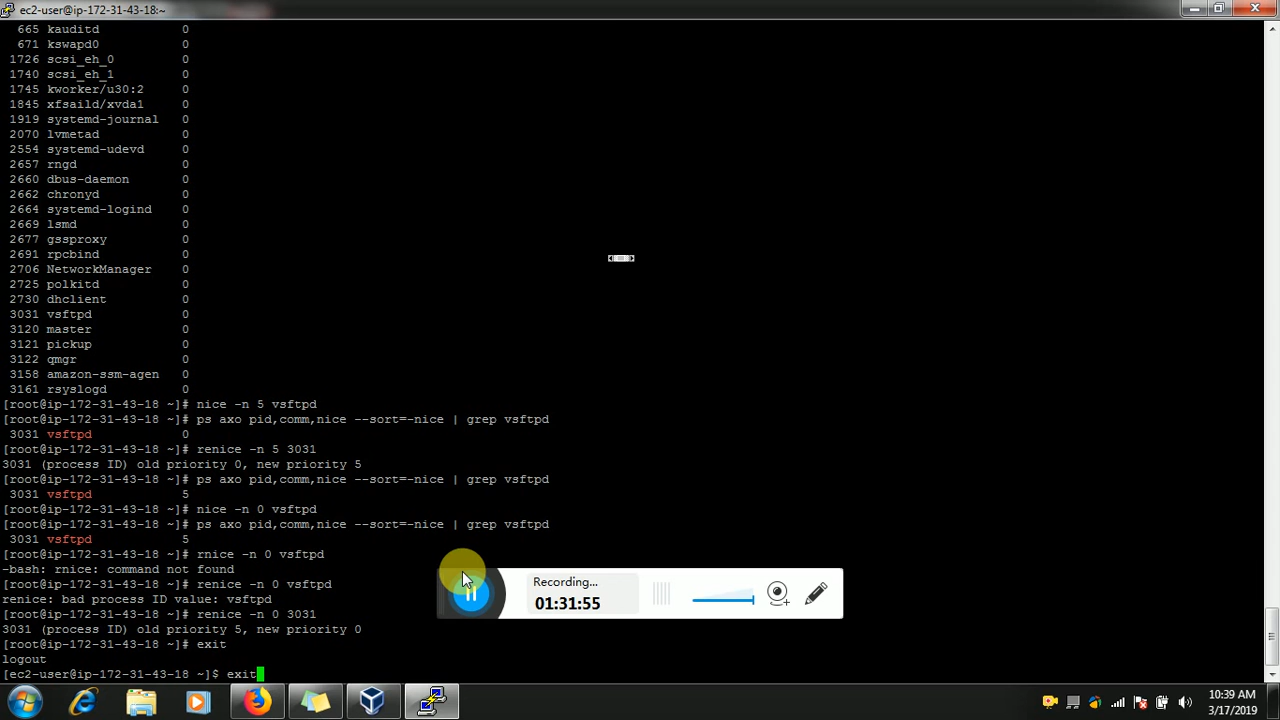 ec2-user@ip-172-31-43-18:~
665 kauditd 0
671 kswapd0 0
1726 scsi_eh_0 0
1740 scsi_eh_1 0
1745 kworker/u30:2 0
1845 xfsaild/xvda1 0
1919 systemd-journal 0
2070 lvmetad 0
2554 systemd-udevd 0
2657 rngd 0
2660 dbus-daemon 0
2662 chronyd 0
2664 systemd-logind 0
2669 lsmd 0
2677 gssproxy 0
2691 rpcbind 0
2706 NetworkManager 0
2725 polkitd 0
2730 dhclient 0
3031 vsftpd 0
3120 master 0
3121 pickup 0
3122 qmgr 0
3158 amazon-ssm-agen 0
3161 rsyslogd 0
[root@ip-172-31-43-18 ~]# nice -n 5 vsftpd
[root@ip-172-31-43-18 ~]# ps axo pid,comm,nice --sort=-nice | grep vsftpd
3031 vsftpd 0
[root@ip-172-31-43-18 ~]# renice -n 5 3031
3031 (process ID) old priority 0, new priority 5
[root@ip-172-31-43-18 ~]# ps axo pid,comm,nice --sort=-nice | grep vsftpd
3031 vsftpd 5
[root@ip-172-31-43-18 ~]# nice -n 0 vsftpd
[root@ip-172-31-43-18 ~]# ps axo pid,comm,nice --sort=-nice | grep vsftpd
3031 vsftpd 5
[root@ip-172-31-43-18 ~]# rnice -n 0 vsftpd
-bash: rnice: command not found
[root@ip-172-31-43-18 ~]# renice -n 0 vsftpd
renice: bad process ID value: vsftpd
[root@ip-172-31-43-18 ~]# renice -n 0 3031
3031 (process ID) old priority 5, new priority 0
[root@ip-172-31-43-18 ~]# exit
logout
[ec2-user@ip-172-31-43-18 ~]$ exit
Recording...
01:31:55
10:39 AM
3/17/2019